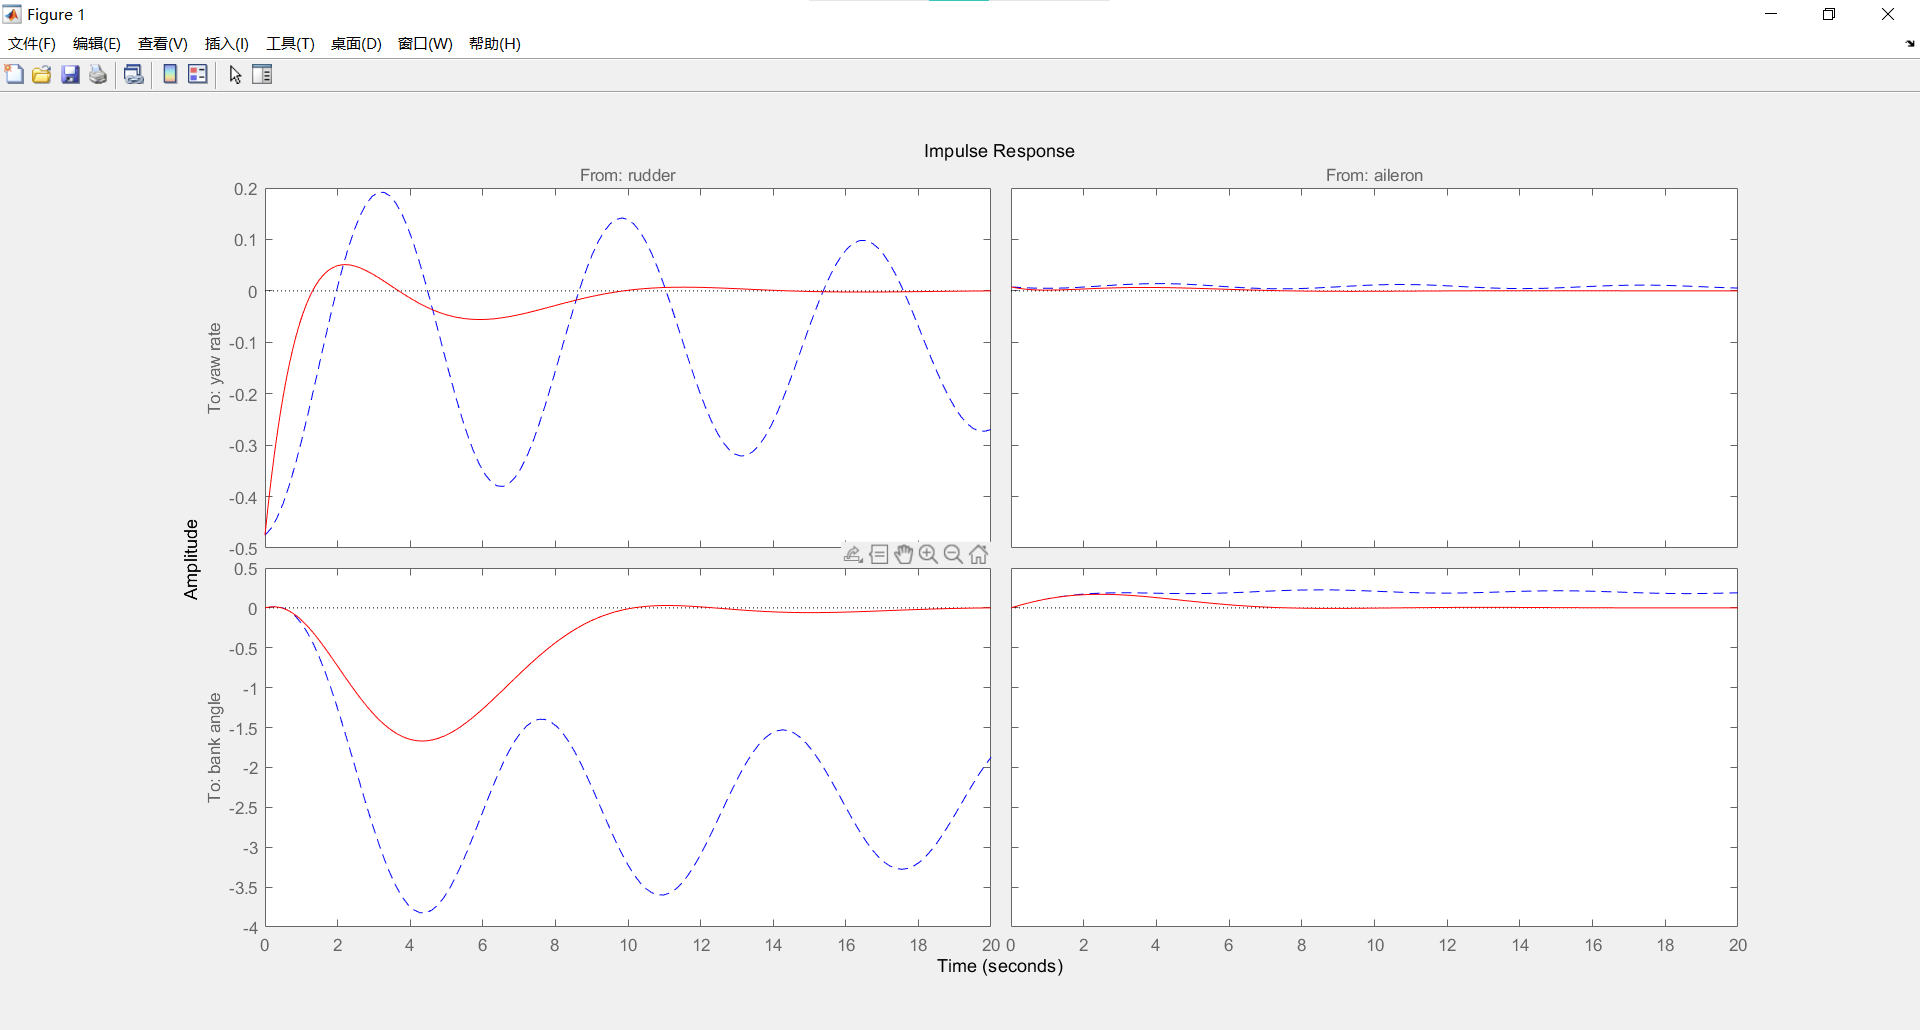 Figure 1
文件(F) 编辑(E) 查看(V) 插入(I) 工具(T) 桌面(D) 窗口(W) 帮助(H)
Impulse Response
From: rudder
From: aileron
To: yaw rate
0.2
0.1
0
-0.1
-0.2
-0.3
-0.4
-0.5
Amplitude
To: bank angle
0.5
0
-0.5
-1
-1.5
-2
-2.5
-3
-3.5
-4
0 2 4 6 8 10 12 14 16 18 20
0 2 4 6 8 10 12 14 16 18 20
Time (seconds)